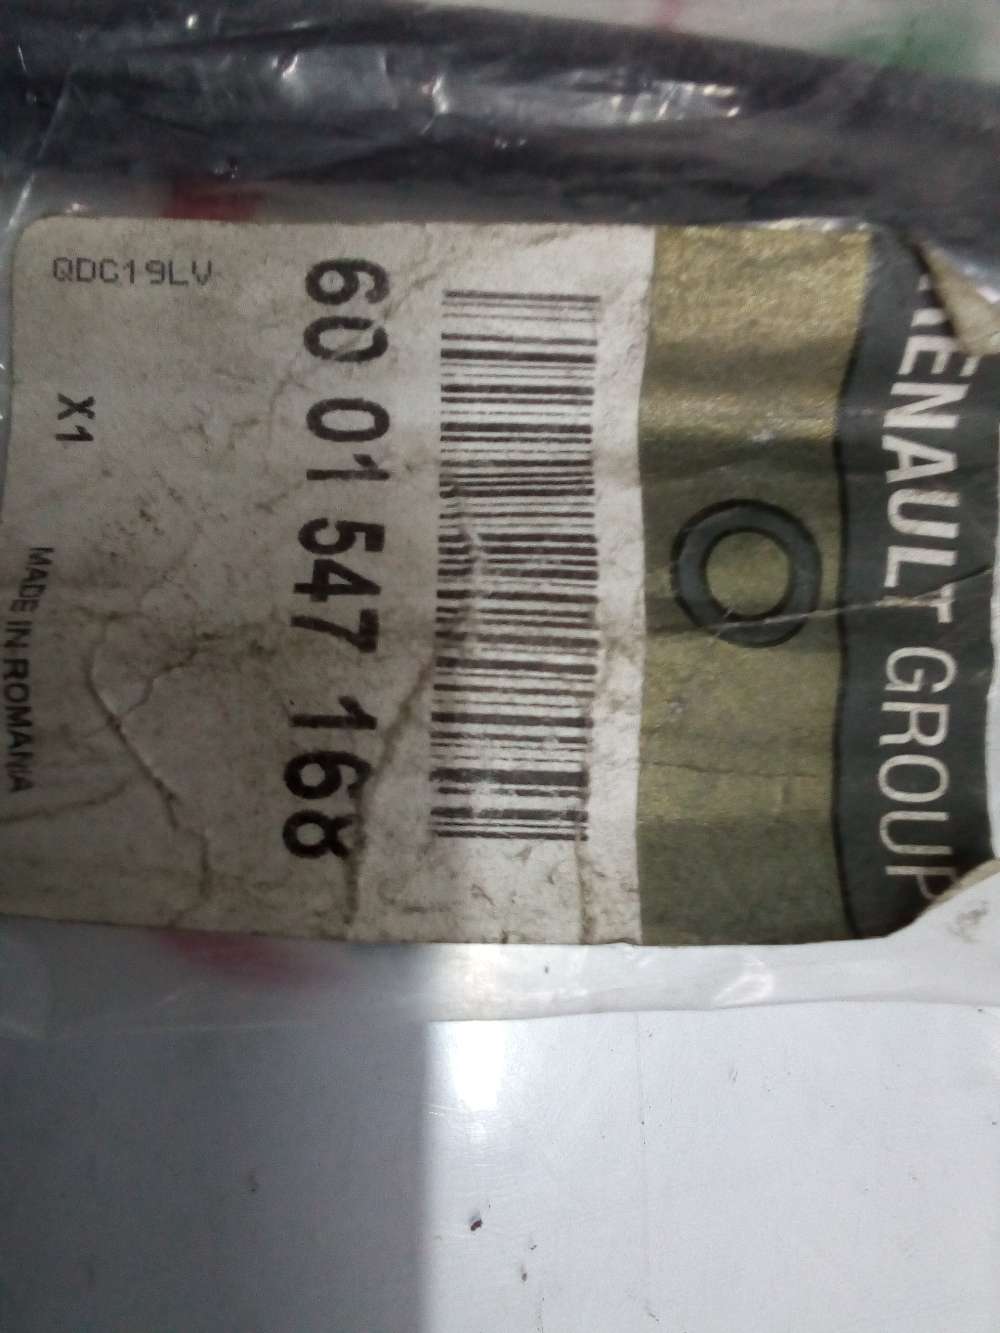 RENAULT GROUP
60 01 547 168
X1
QDC19LV
MADE IN ROMANIA